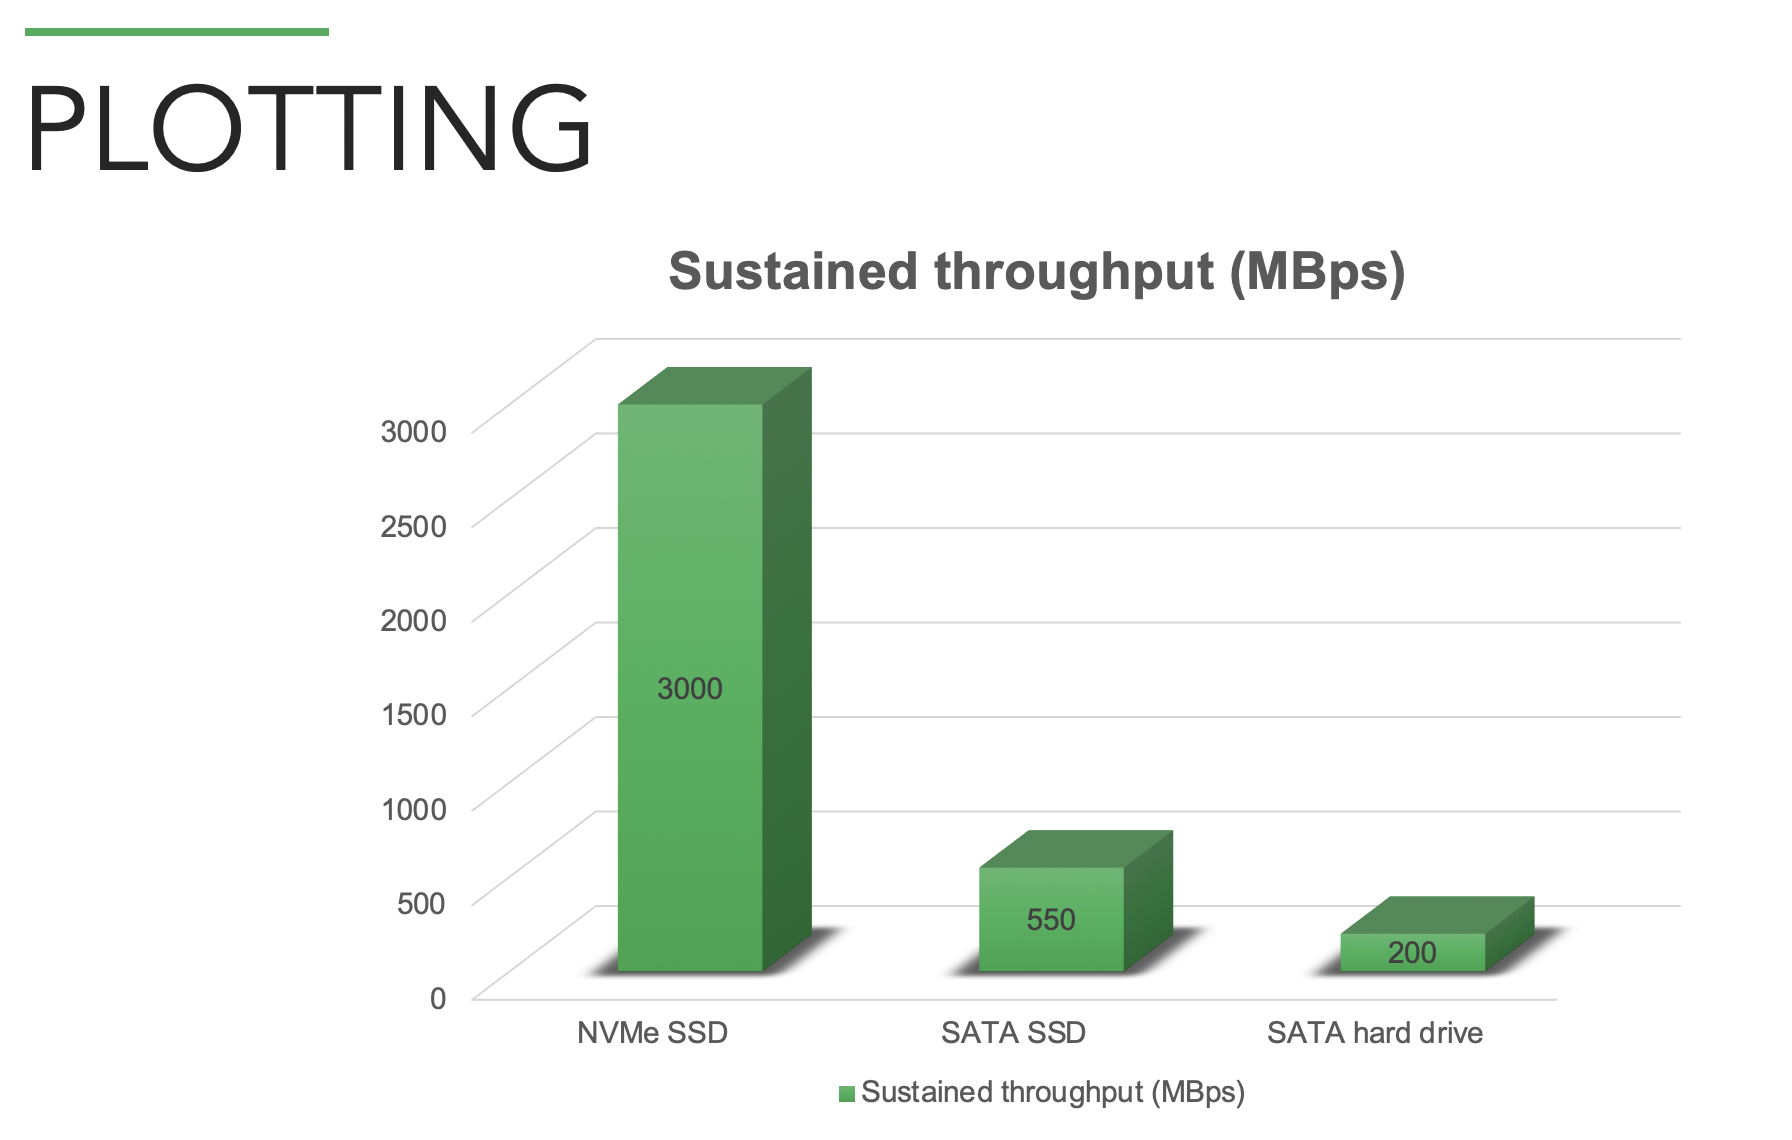 PLOTTING
Sustained throughput (MBps)
3000
2500
2000
1500
1000
500
0
3000
550
200
NVMe SSD
SATA SSD
SATA hard drive
Sustained throughput (MBps)